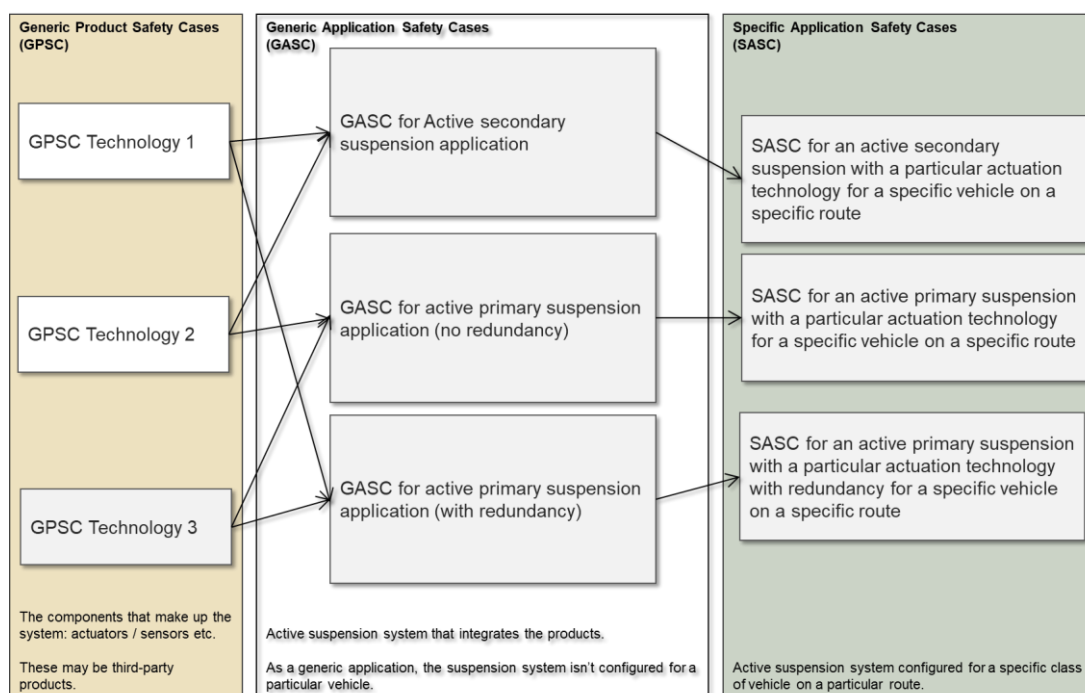 Generic Product Safety Cases
(GPSC)
GPSC Technology 1
GPSC Technology 2
GPSC Technology 3
The components that make up the
system: actuators / sensors etc.
These may be third-party
products.
Generic Application Safety Cases
(GASC)
GASC for Active secondary
suspension application
GASC for active primary suspension
application (no redundancy)
GASC for active primary suspension
application (with redundancy)
Active suspension system that integrates the products.
As a generic application, the suspension system isn't configured for a
particular vehicle.
Specific Application Safety Cases
(SASC)
SASC for an active secondary
suspension with a particular actuation
technology for a specific vehicle on a
specific route
SASC for an active primary suspension
with a particular actuation technology
for a specific vehicle on a specific route
SASC for an active primary suspension
with a particular actuation technology
with redundancy for a specific vehicle
on a specific route
Active suspension system configured for a specific class
of vehicle on a particular route.